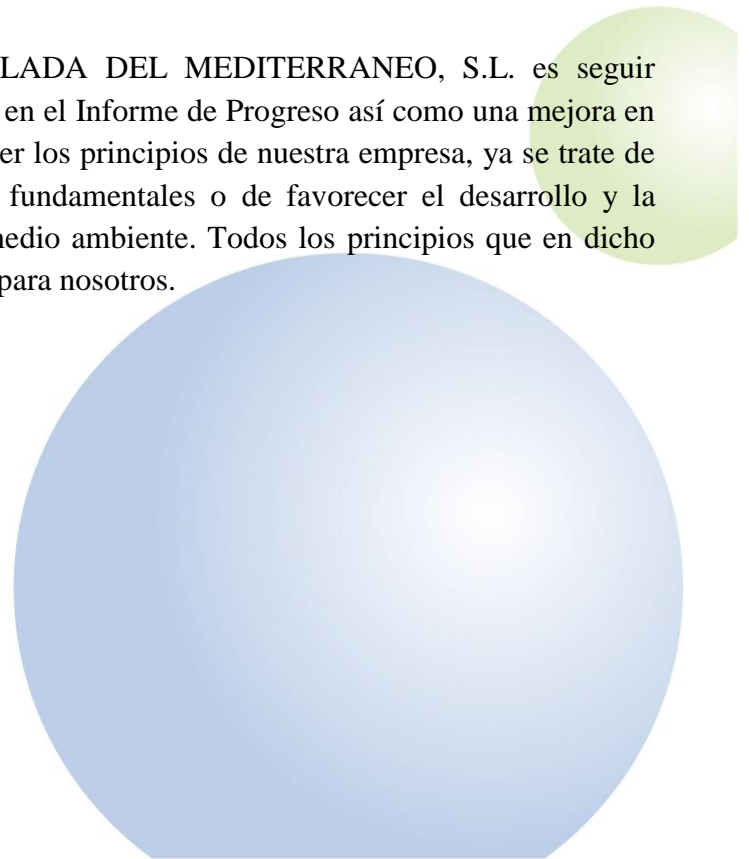 LADA DEL MEDITERRANEO, S.L. es seguir
en el Informe de Progreso así como una mejora en
er los principios de nuestra empresa, ya se trate de
fundamentales o de favorecer el desarrollo y la
medio ambiente. Todos los principios que en dicho
para nosotros.